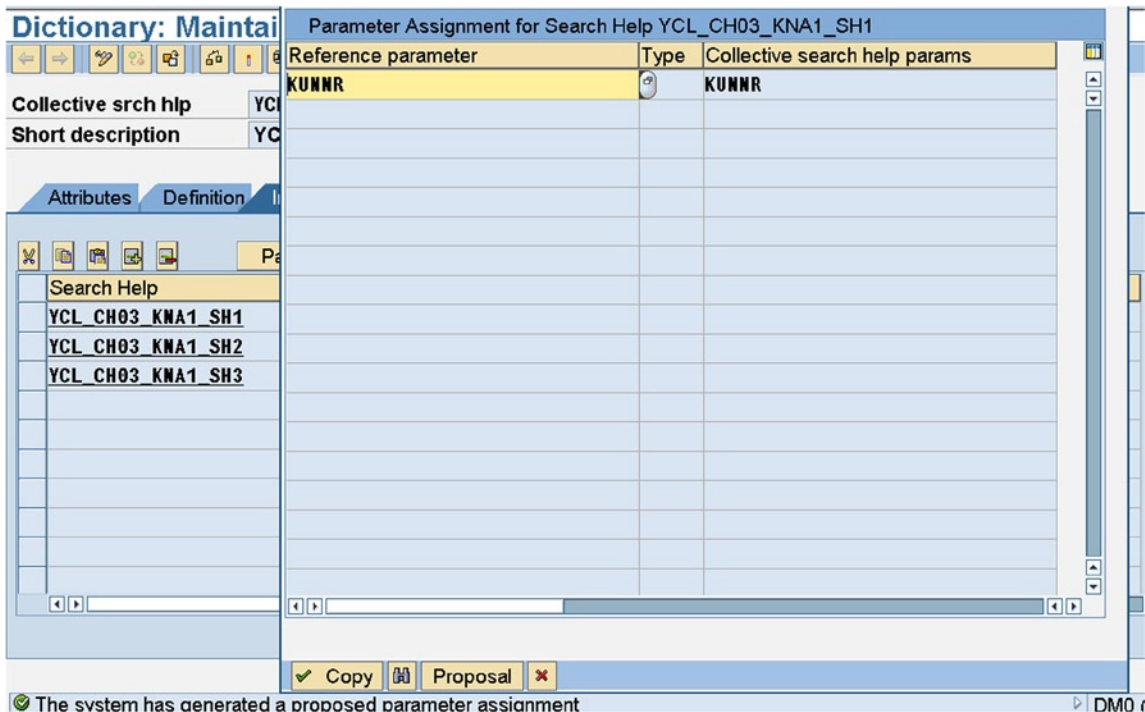 Dictionary: Maintai
Collective srch hlp YCL
Short description YC
Attributes Definition
Pa
Search Help
YCL_CH03_KNA1_SH1
YCL_CH03_KNA1_SH2
YCL_CH03_KNA1_SH3
Parameter Assignment for Search Help YCL_CH03_KNA1_SH1
Reference parameter Type Collective search help params
KUNNR KUNNR
Copy Proposal
The system has generated a proposed parameter assignment DM0